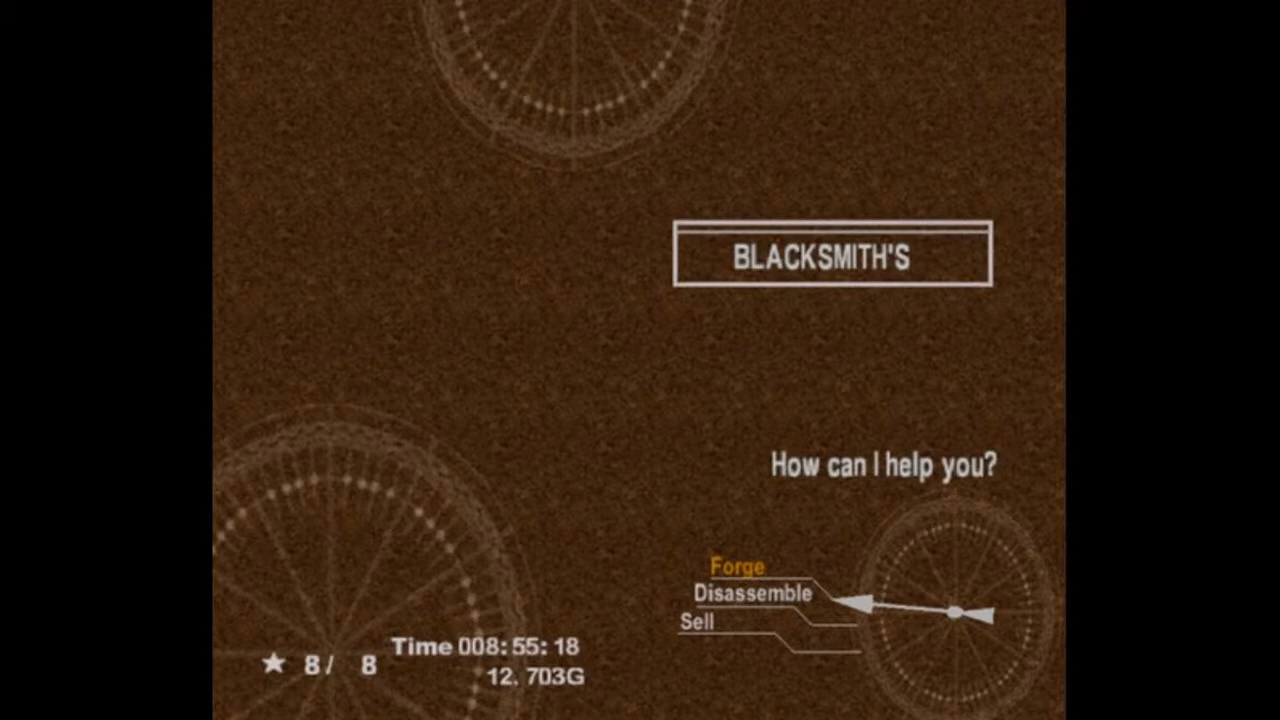 BLACKSMITH'S
How can I help you?
Forge
Disassemble
Sell
Time 008:55:18
★ 8/ 8
12,703G